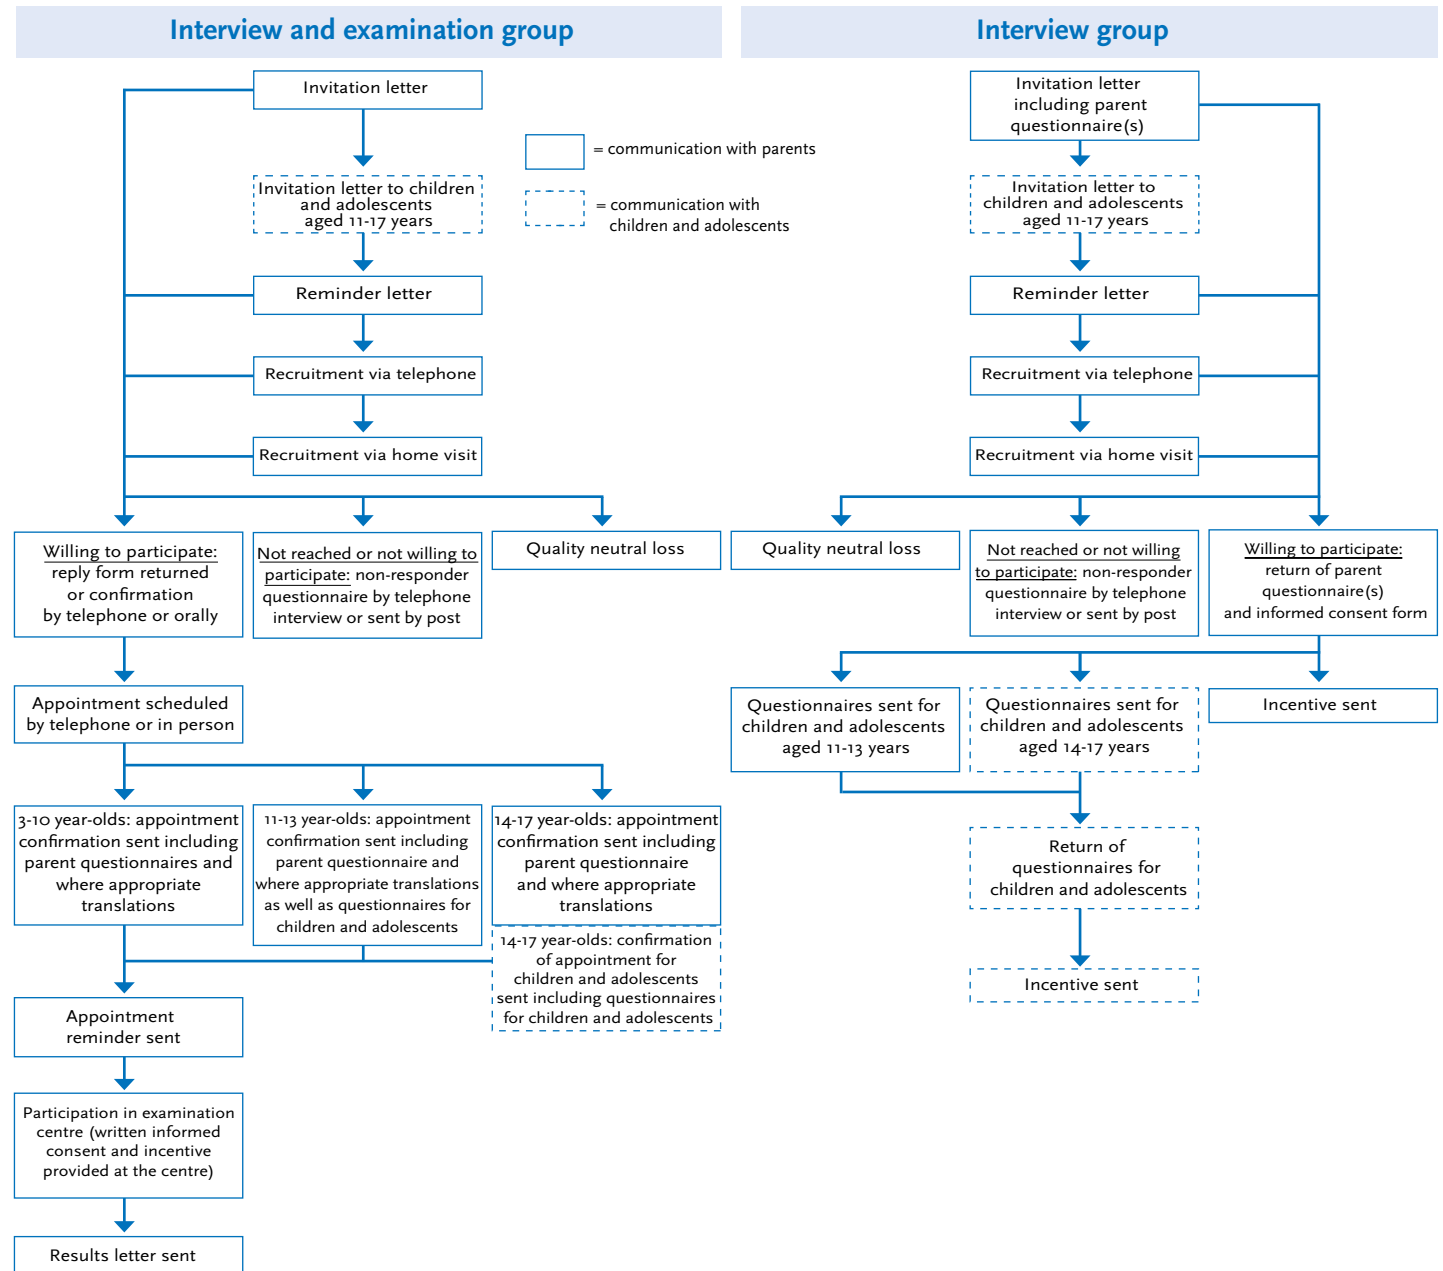 Interview and examination group
Invitation letter
= communication with parents
= communication with
children and adolescents
Invitation letter to children
and adolescents
aged 11-17 years
Reminder letter
Recruitment via telephone
Recruitment via home visit
Willing to participate:
reply form returned
or confirmation
by telephone or orally
Not reached or not willing to
participate: non-responder
questionnaire by telephone
interview or sent by post
Quality neutral loss
Appointment scheduled
by telephone or in person
3-10 year-olds: appointment
confirmation sent including
parent questionnaires and
where appropriate
translations
11-13 year-olds: appointment
confirmation sent including
parent questionnaire and
where appropriate translations
as well as questionnaires for
children and adolescents
14-17 year-olds: appointment
confirmation sent including
parent questionnaire
and where appropriate
translations
14-17 year-olds: confirmation
of appointment for
children and adolescents
sent including questionnaires
for children and adolescents
Appointment
reminder sent
Participation in examination
centre (written informed
consent and incentive
provided at the centre)
Results letter sent
Interview group
Invitation letter
including parent
questionnaire(s)
Invitation letter to
children and adolescents
aged 11-17 years
Reminder letter
Recruitment via telephone
Recruitment via home visit
Quality neutral loss
Not reached or not willing
to participate: non-responder
questionnaire by telephone
interview or sent by post
Willing to participate:
return of parent
questionnaire(s)
and informed consent form
Questionnaires sent for
children and adolescents
aged 11-13 years
Questionnaires sent for
children and adolescents
aged 14-17 years
Incentive sent
Return of
questionnaires for
children and adolescents
Incentive sent